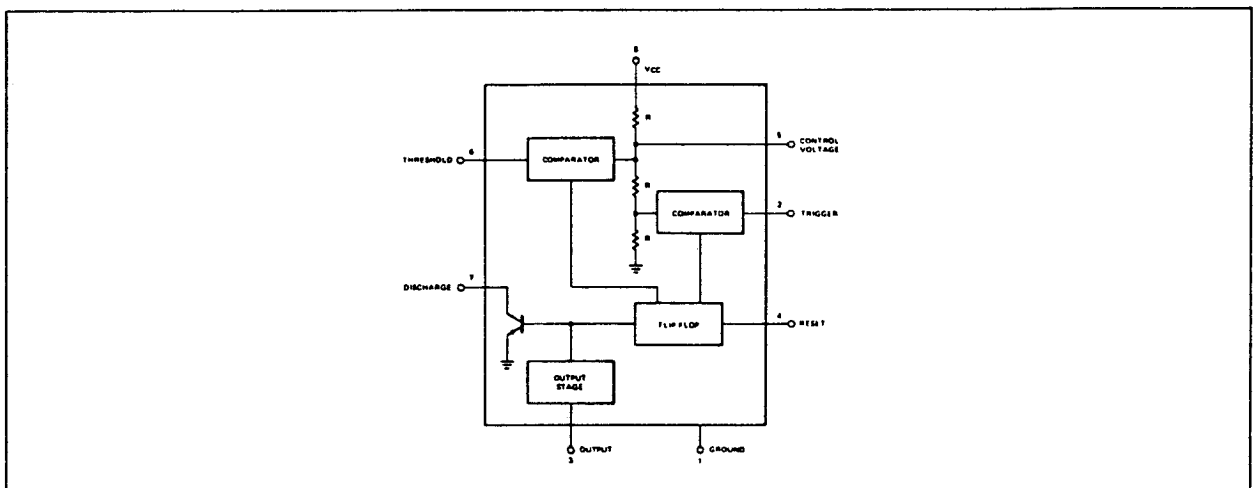 8
VCC
R
5
CONTROL
VOLTAGE
6
THRESHOLD
COMPARATOR
R
COMPARATOR
2
TRIGGER
R
7
DISCHARGE
FLIP FLOP
4
RESET
OUTPUT
STAGE
3
OUTPUT
1
GROUND